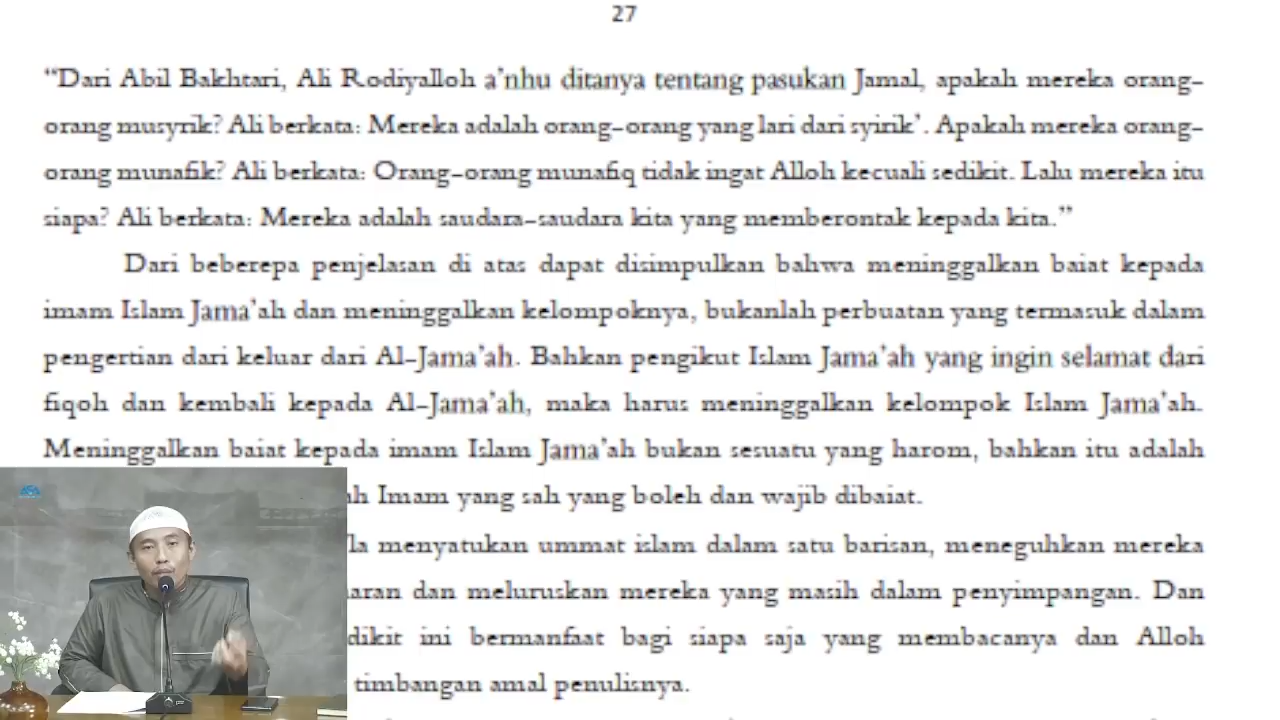 27
“Dari Abil Bakhtari, Ali Rodiyalloh a’nhu ditanya tentang pasukan Jamal, apakah mereka orang-
orang musyrik? Ali berkata: Mereka adalah orang-orang yang lari dari syirik’. Apakah mereka orang-
orang munafik? Ali berkata: Orang-orang munafiq tidak ingat Alloh kecuali sedikit. Lalu mereka itu
siapa? Ali berkata: Mereka adalah saudara-saudara kita yang memberontak kepada kita.”
Dari beberepa penjelasan di atas dapat disimpulkan bahwa meninggalkan baiat kepada
imam Islam Jama’ah dan meninggalkan kelompoknya, bukanlah perbuatan yang termasuk dalam
pengertian dari keluar dari Al-Jama’ah. Bahkan pengikut Islam Jama’ah yang ingin selamat dari
fiqoh dan kembali kepada Al-Jama’ah, maka harus meninggalkan kelompok Islam Jama’ah.
Meninggalkan baiat kepada imam Islam Jama’ah bukan sesuatu yang harom, bahkan itu adalah
ah Imam yang sah yang boleh dan wajib dibaiat.
’la menyatukan ummat islam dalam satu barisan, meneguhkan mereka
aran dan meluruskan mereka yang masih dalam penyimpangan. Dan
dikit ini bermanfaat bagi siapa saja yang membacanya dan Alloh
timbangan amal penulisnya.